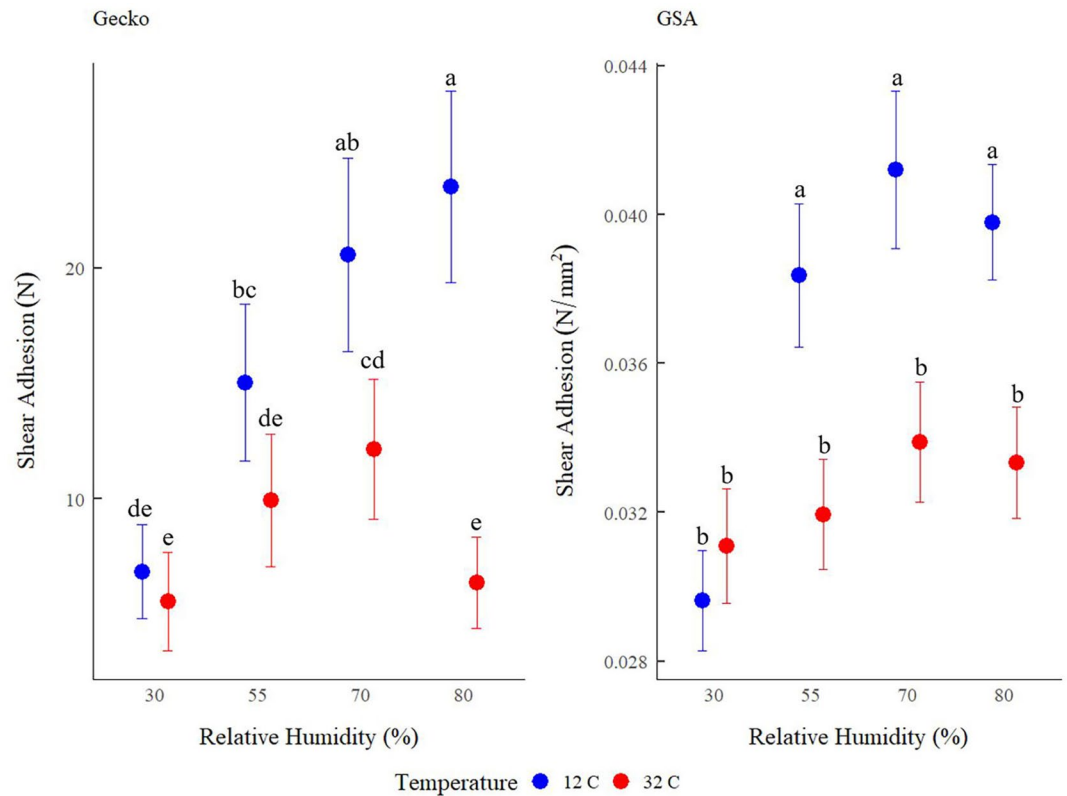 Gecko
Shear Adhesion (N)
20
10
de
e
bc
de
ab
cd
a
e
30 55 70 80
Relative Humidity (%)
GSA
Shear Adhesion (N/mm²)
0.044
0.040
0.036
0.032
0.028
b
b
a
b
a
b
a
b
30 55 70 80
Relative Humidity (%)
Temperature 12 C 32 C